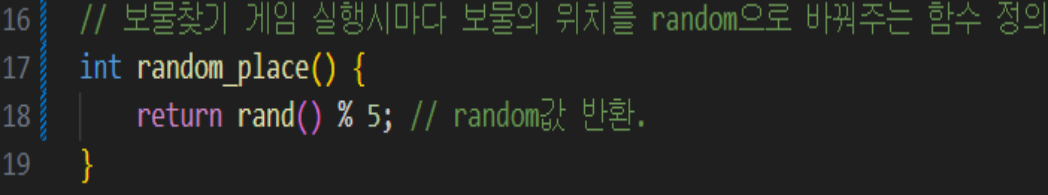 16 // 보물찾기 게임 실행시마다 보물의 위치를 random으로 바꿔주는 함수 정의
17 int random_place() {
18 return rand() % 5; // random값 반환.
19 }